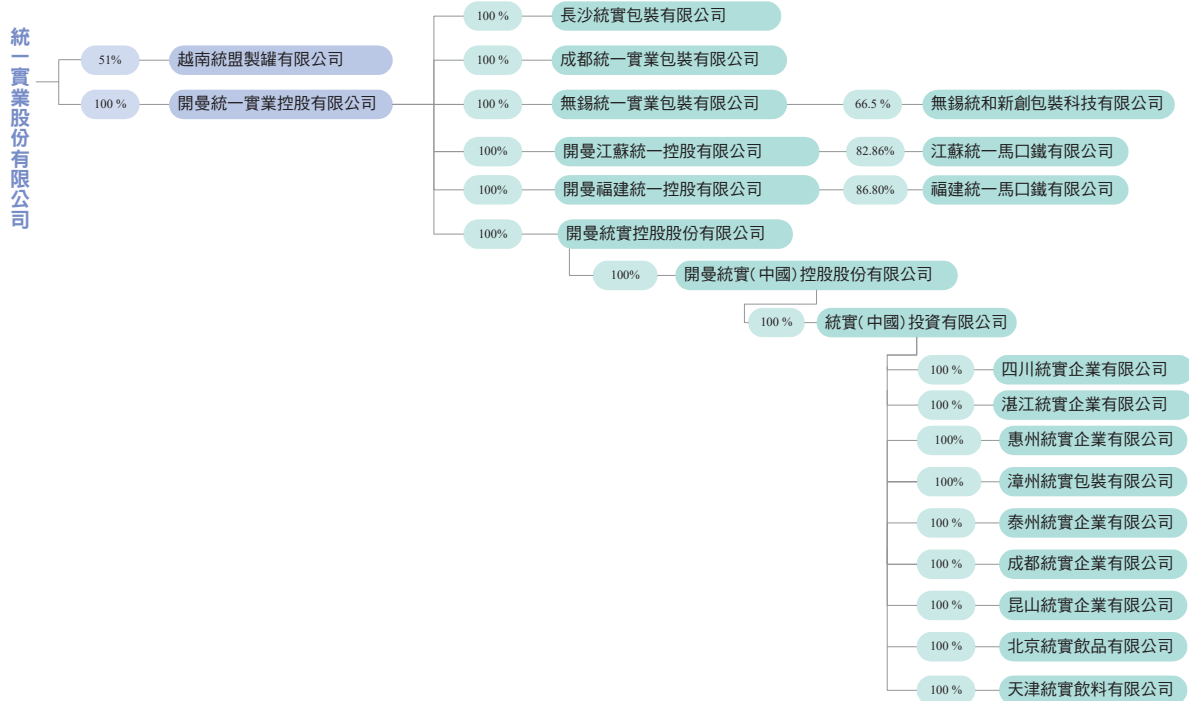 統一實業股份有限公司
51%
越南統盟製罐有限公司
100 %
開曼統一實業控股有限公司
100 %
長沙統實包裝有限公司
100 %
成都統一實業包裝有限公司
100 %
無錫統一實業包裝有限公司
66.5 %
無錫統和新創包裝科技有限公司
100%
開曼江蘇統一控股有限公司
82.86%
江蘇統一馬口鐵有限公司
100%
開曼福建統一控股有限公司
86.80%
福建統一馬口鐵有限公司
100%
開曼統實控股股份有限公司
100%
開曼統實(中國)控股股份有限公司
100 %
統實(中國)投資有限公司
100 %
四川統實企業有限公司
100 %
湛江統實企業有限公司
100%
惠州統實企業有限公司
100%
漳州統實包裝有限公司
100 %
泰州統實企業有限公司
100 %
成都統實企業有限公司
100 %
昆山統實企業有限公司
100 %
北京統實飲品有限公司
100 %
天津統實飲料有限公司